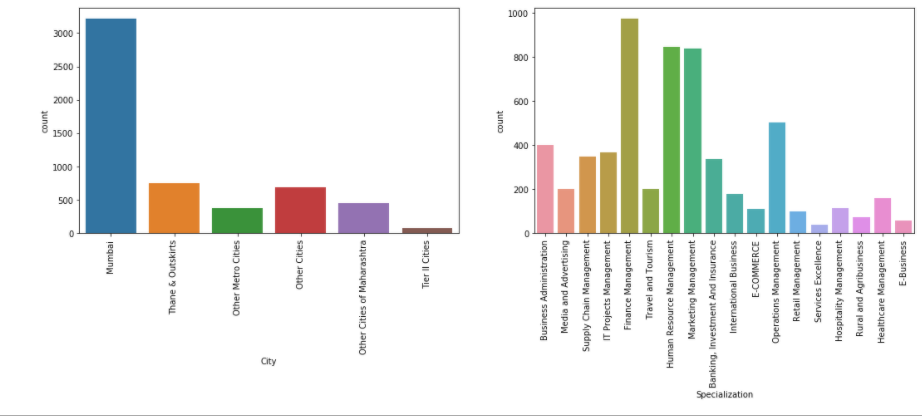 3000
2500
2000
1500
1000
500
0
count
Mumbai
Thane & Outskirts
Other Metro Cities
Other Cities
Other Cities of Maharashtra
Tier II Cities
City
1000
800
600
400
200
0
count
Business Administration
Media and Advertising
Supply Chain Management
IT Projects Management
Finance Management
Travel and Tourism
Human Resource Management
Marketing Management
Banking, Investment And Insurance
International Business
E-COMMERCE
Operations Management
Retail Management
Services Excellence
Hospitality Management
Rural and Agribusiness
Healthcare Management
E-Business
Specialization